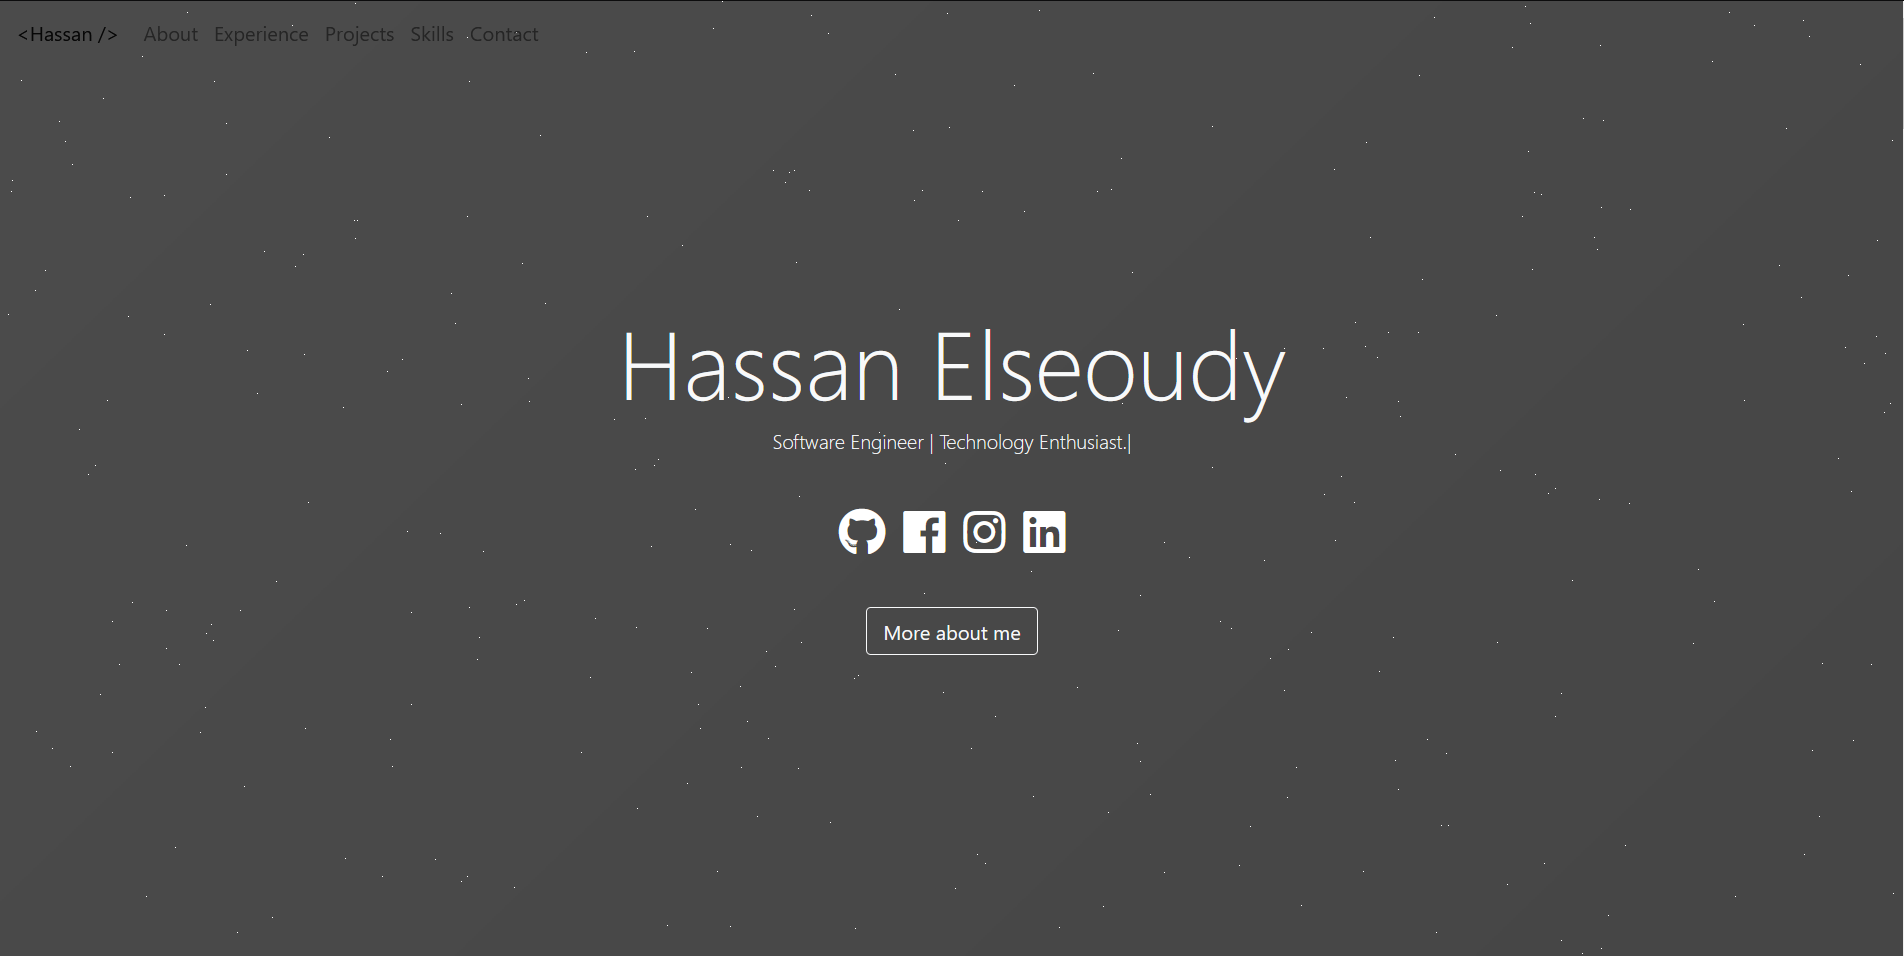 <Hassan /> About Experience Projects Skills Contact
Hassan Elseoudy
Software Engineer | Technology Enthusiast.|
More about me